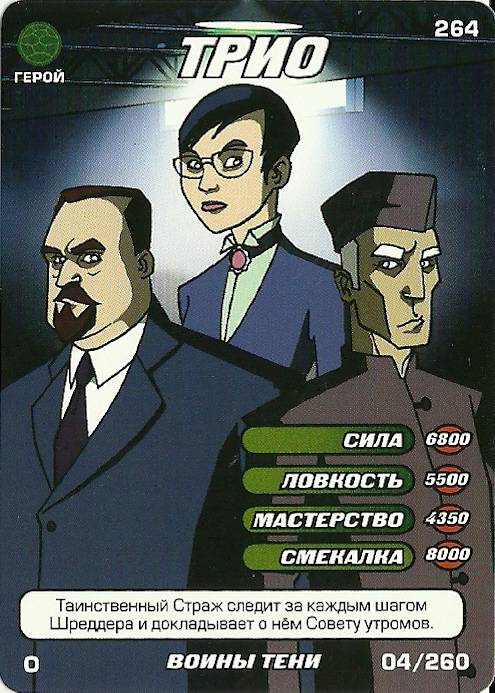 264
ТРИО
ГЕРОЙ
СИЛА 6800
ЛОВКОСТЬ 5500
МАСТЕРСТВО 4350
СМЕКАЛКА 8000
Таинственный Страж следит за каждым шагом
Шреддера и докладывает о нём Совету утромов.
0 ВОИНЫ ТЕНИ 04/260